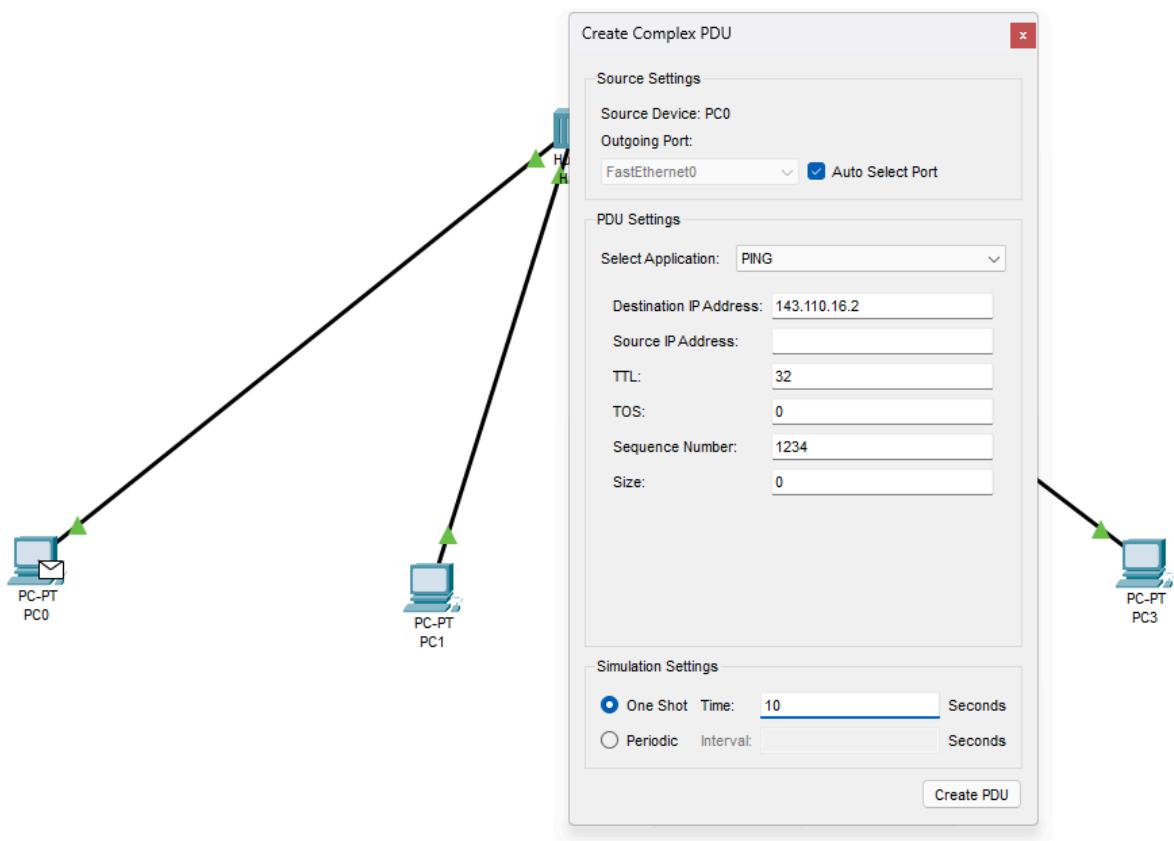 Create Complex PDU
x
Source Settings
Source Device: PC0
Outgoing Port:
FastEthernet0
Auto Select Port
PDU Settings
Select Application: PING
Destination IP Address: 143.110.16.2
Source IP Address:
TTL: 32
TOS: 0
Sequence Number: 1234
Size: 0
Simulation Settings
One Shot Time: 10 Seconds
Periodic Interval: Seconds
Create PDU
PC-PT
PC0
PC-PT
PC1
PC-PT
PC3